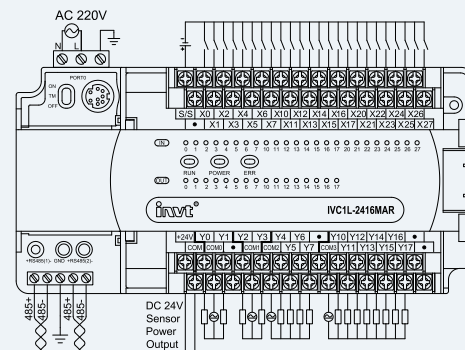 AC 220V
N L
PORT0
ON
TM
OFF
S/S X0 X2 X4 X6 X10 X12 X14 X16 X20 X22 X24 X26
• X1 X3 X5 X7 X11 X13 X15 X17 X21 X23 X25 X27
IN
0 1 2 3 4 5 6 7 10 11 12 13 14 15 16 17 20 21 22 23 24 25 26 27
RUN POWER ERR
OUT
0 1 2 3 4 5 6 7 10 11 12 13 14 15 16 17
invt® IVC1L-2416MAR
+24V Y0 Y1 Y2 Y3 Y4 Y6 • Y10 Y12 Y14 Y16 •
COM COM0 • COM1 COM2 Y5 Y7 COM3 Y11 Y13 Y15 Y17 •
+RS485(1)- GND +RS485(2)-
485+ 485- 485+ 485-
DC 24V
Sensor
Power
Output